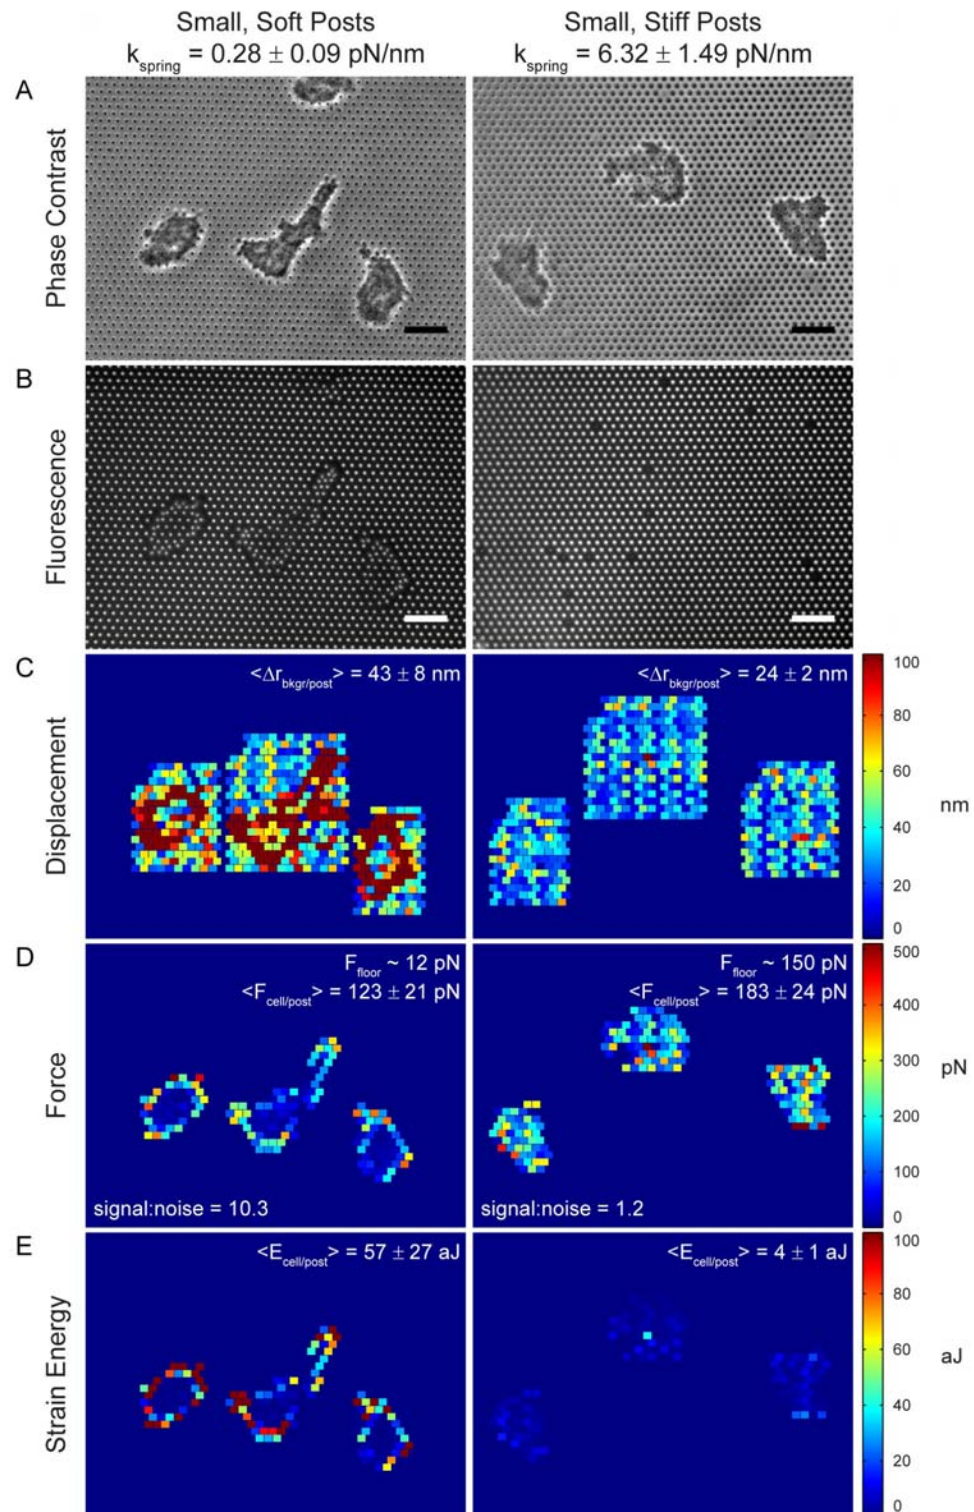 Small, Soft Posts
k_spring = 0.28 ± 0.09 pN/nm
Small, Stiff Posts
k_spring = 6.32 ± 1.49 pN/nm
A
Phase Contrast
B
Fluorescence
C
Displacement
<Δr_bkgr/post> = 43 ± 8 nm
<Δr_bkgr/post> = 24 ± 2 nm
100
80
60
40
20
0
nm
D
Force
F_floor ~ 12 pN
<F_cell/post> = 123 ± 21 pN
signal:noise = 10.3
F_floor ~ 150 pN
<F_cell/post> = 183 ± 24 pN
signal:noise = 1.2
500
400
300
200
100
0
pN
E
Strain Energy
<E_cell/post> = 57 ± 27 aJ
<E_cell/post> = 4 ± 1 aJ
100
80
60
40
20
0
aJ